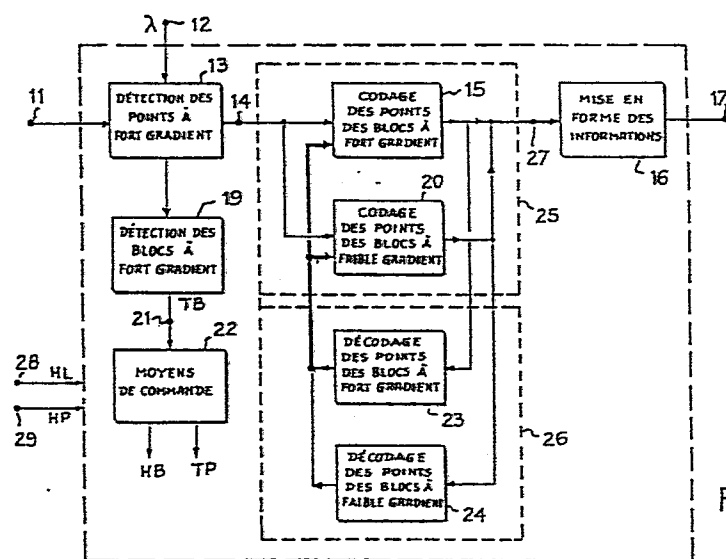 λ
12
13
11
DÉTECTION DES
POINTS À
FORT GRADIENT
14
CODAGE
DES POINTS
DES BLOCS À
FORT GRADIENT
15
MISE EN
FORME DES
INFORMATIONS
17
27
16
19
DÉTECTION DES
BLOCS À
FORT GRADIENT
20
CODAGE
DES POINTS
DES BLOCS À
FAIBLE GRADIENT
25
TB
21
22
MOYENS
DE COMMANDE
28
HL
29
HP
HB
TP
DÉCODAGE
DES POINTS
DES BLOCS À
FORT GRADIENT
23
26
DÉCODAGE
DES POINTS
DES BLOCS À
FAIBLE GRADIENT
24
F